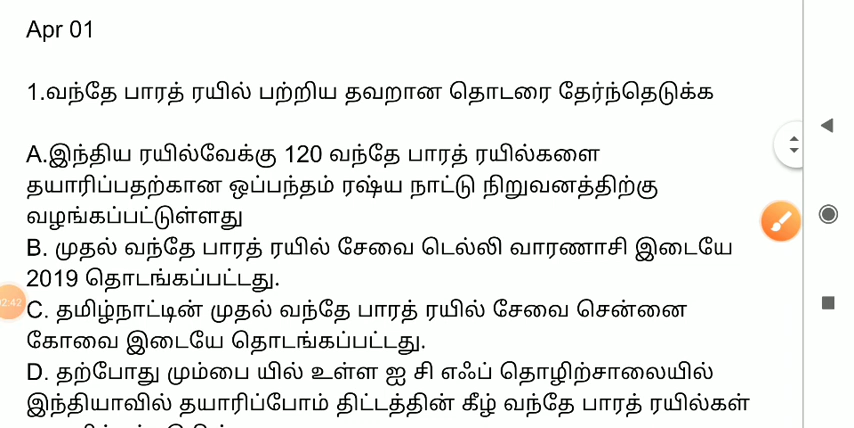 Apr 01
1.வந்தே பாரத் ரயில் பற்றிய தவறான தொடரை தேர்ந்தெடுக்க
A.இந்திய ரயில்வேக்கு 120 வந்தே பாரத் ரயில்களை
தயாரிப்பதற்கான ஒப்பந்தம் ரஷ்ய நாட்டு நிறுவனத்திற்கு
வழங்கப்பட்டுள்ளது
B. முதல் வந்தே பாரத் ரயில் சேவை டெல்லி வாரணாசி இடையே
2019 தொடங்கப்பட்டது.
02:42
C. தமிழ்நாட்டின் முதல் வந்தே பாரத் ரயில் சேவை சென்னை
கோவை இடையே தொடங்கப்பட்டது.
D. தற்போது மும்பை யில் உள்ள ஐ சி எஃப் தொழிற்சாலையில்
இந்தியாவில் தயாரிப்போம் திட்டத்தின் கீழ் வந்தே பாரத் ரயில்கள்